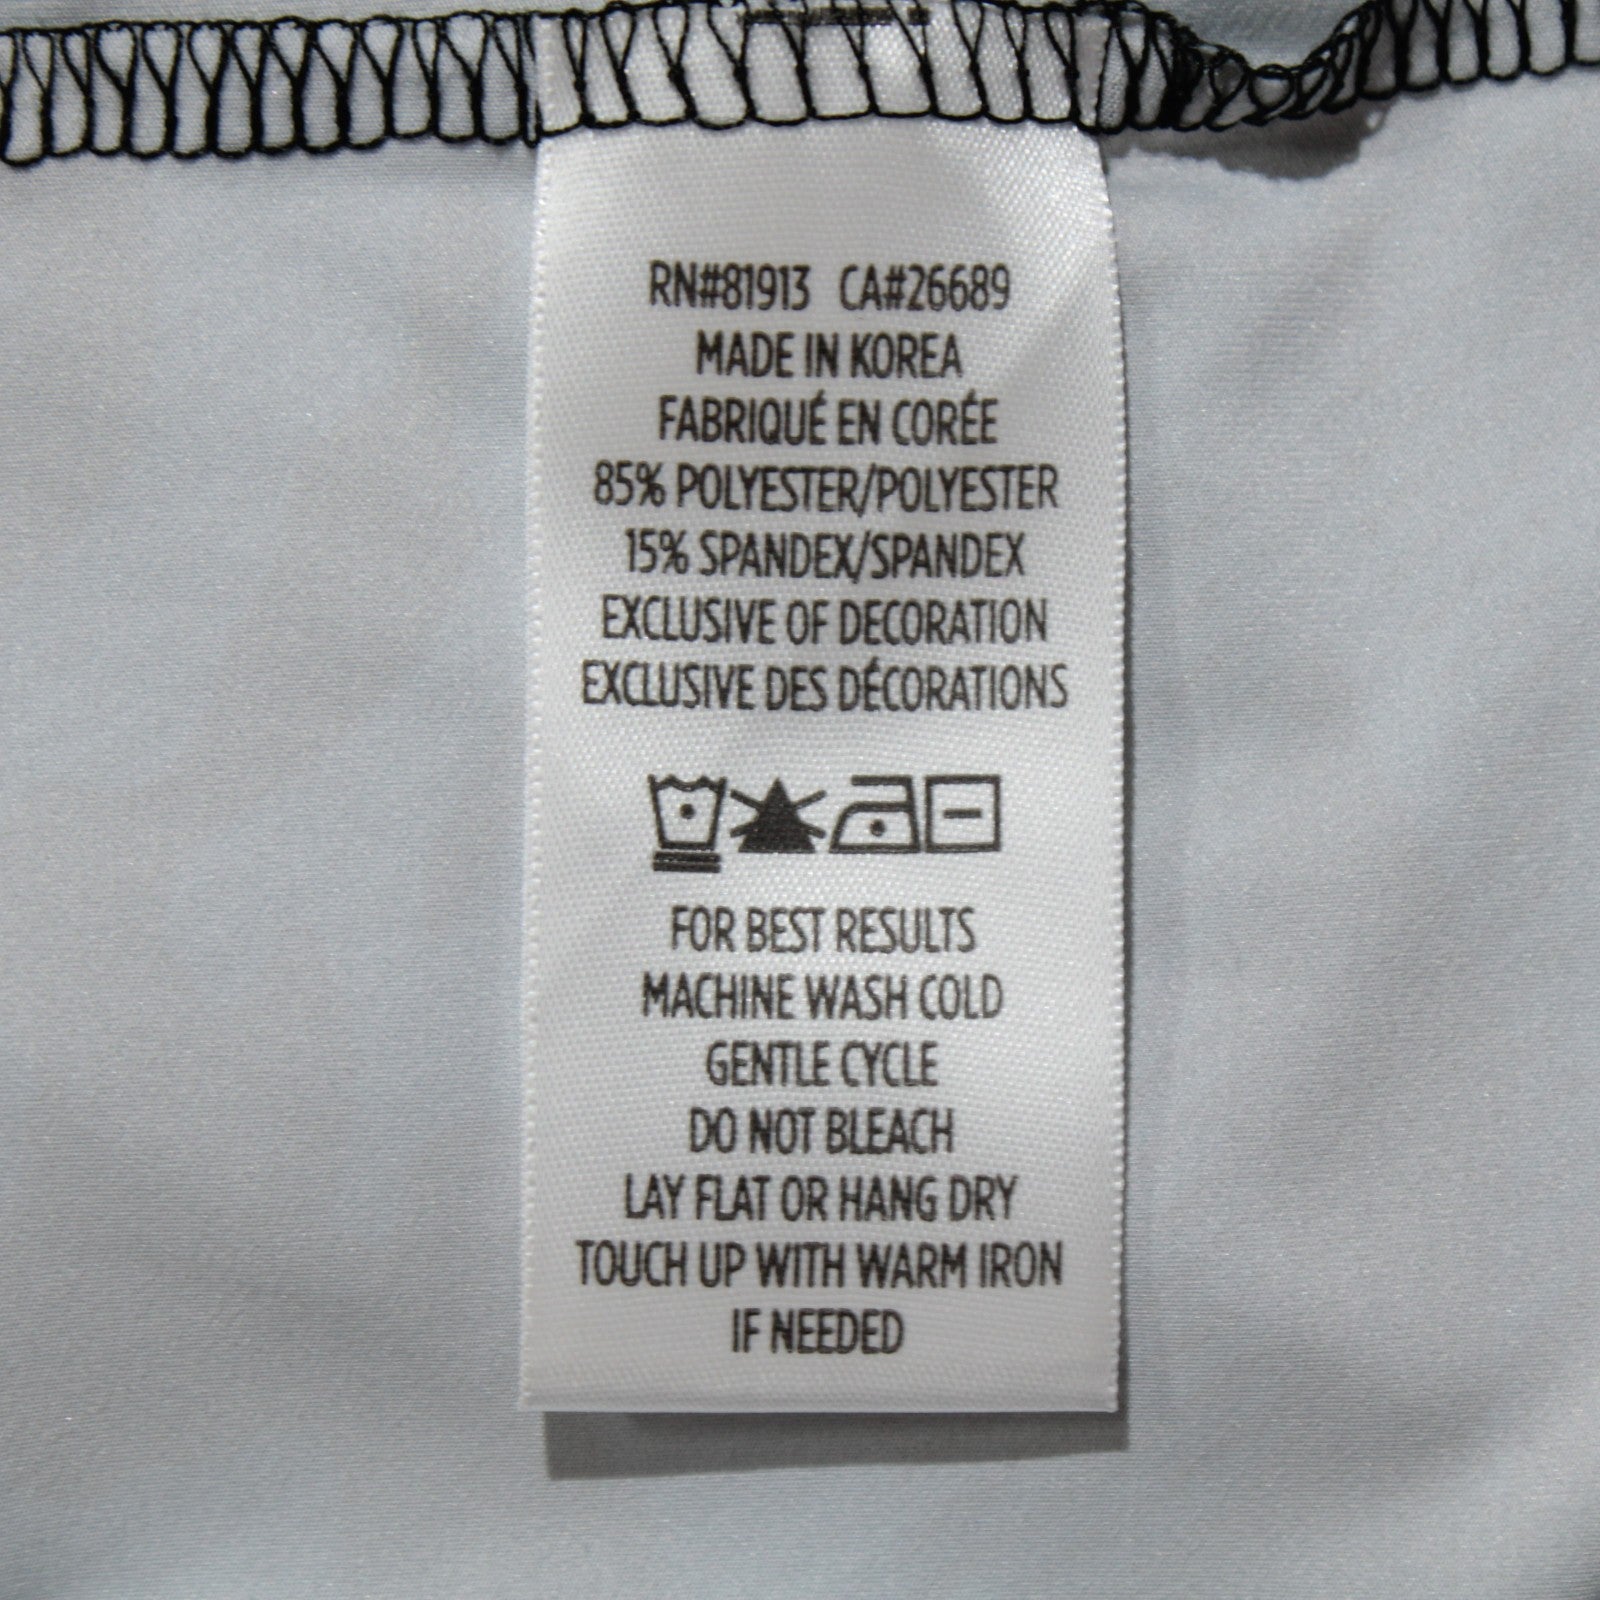 RN#81913 CA#26689
MADE IN KOREA
FABRIQUÉ EN CORÉE
85% POLYESTER/POLYESTER
15% SPANDEX/SPANDEX
EXCLUSIVE OF DECORATION
EXCLUSIVE DES DÉCORATIONS
FOR BEST RESULTS
MACHINE WASH COLD
GENTLE CYCLE
DO NOT BLEACH
LAY FLAT OR HANG DRY
TOUCH UP WITH WARM IRON
IF NEEDED